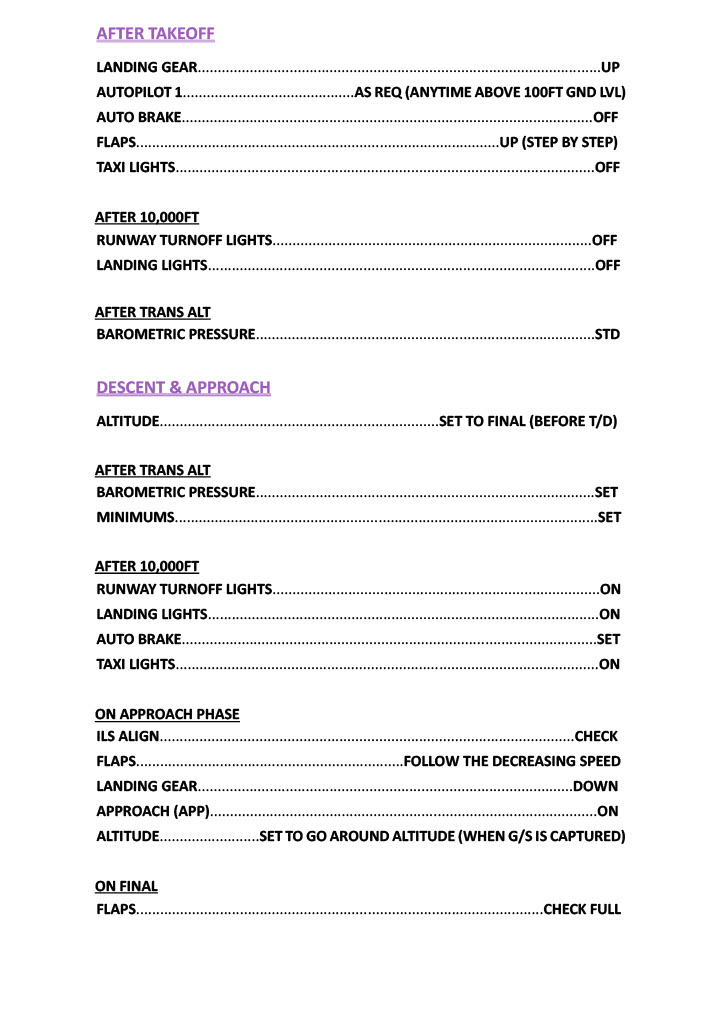 AFTER TAKEOFF
LANDING GEAR.....................................................................................................UP
AUTOPILOT 1...........................................AS REQ (ANYTIME ABOVE 100FT GND LVL)
AUTO BRAKE.......................................................................................................OFF
FLAPS...........................................................................................UP (STEP BY STEP)
TAXI LIGHTS.........................................................................................................OFF
AFTER 10,000FT
RUNWAY TURNOFF LIGHTS................................................................................OFF
LANDING LIGHTS.................................................................................................OFF
AFTER TRANS ALT
BAROMETRIC PRESSURE.....................................................................................STD
DESCENT & APPROACH
ALTITUDE......................................................................SET TO FINAL (BEFORE T/D)
AFTER TRANS ALT
BAROMETRIC PRESSURE.....................................................................................SET
MINIMUMS..........................................................................................................SET
AFTER 10,000FT
RUNWAY TURNOFF LIGHTS..................................................................................ON
LANDING LIGHTS..................................................................................................ON
AUTO BRAKE........................................................................................................SET
TAXI LIGHTS..........................................................................................................ON
ON APPROACH PHASE
ILS ALIGN........................................................................................................CHECK
FLAPS...................................................................FOLLOW THE DECREASING SPEED
LANDING GEAR..............................................................................................DOWN
APPROACH (APP).................................................................................................ON
ALTITUDE.........................SET TO GO AROUND ALTITUDE (WHEN G/S IS CAPTURED)
ON FINAL
FLAPS......................................................................................................CHECK FULL